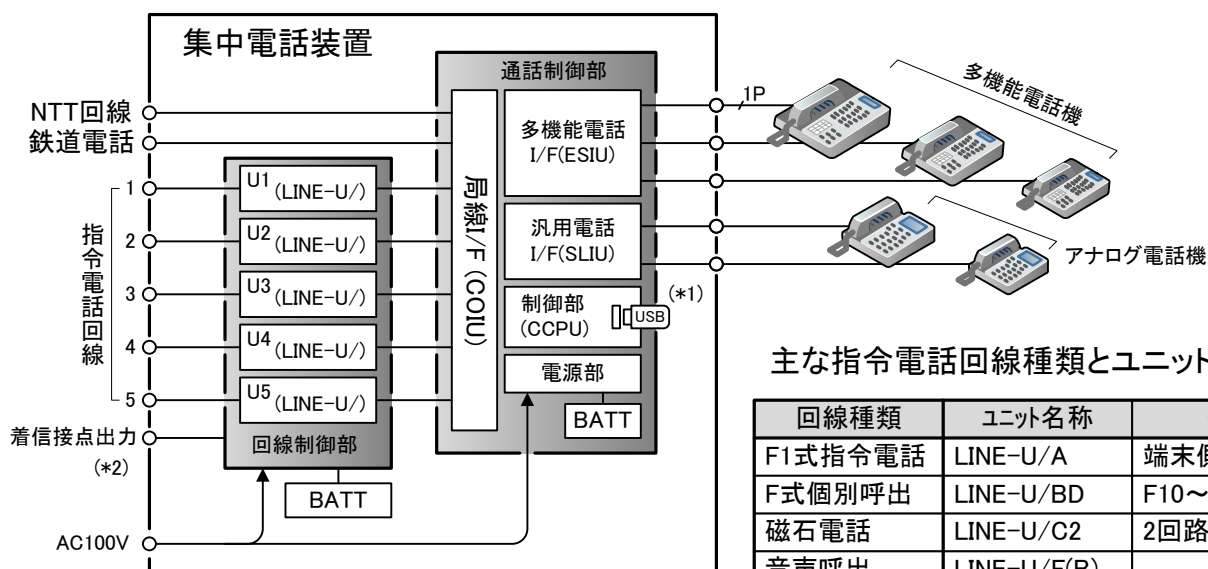 集中電話装置
通話制御部
NTT回線
鉄道電話
指令電話回線
1
2
3
4
5
U1(LINE-U/)
U2(LINE-U/)
U3(LINE-U/)
U4(LINE-U/)
U5(LINE-U/)
回線制御部
BATT
着信接点出力
(*2)
AC100V
局線I/F(COIU)
多機能電話
I/F(ESIU)
汎用電話
I/F(SLIU)
制御部
(CCPU)
USB
(*1)
電源部
BATT
1P
多機能電話機
アナログ電話機
主な指令電話回線種類とユニット
回線種類 ユニット名称
F1式指令電話 LINE-U/A 端末
F式個別呼出 LINE-U/BD F10～
磁石電話 LINE-U/C2 2回路